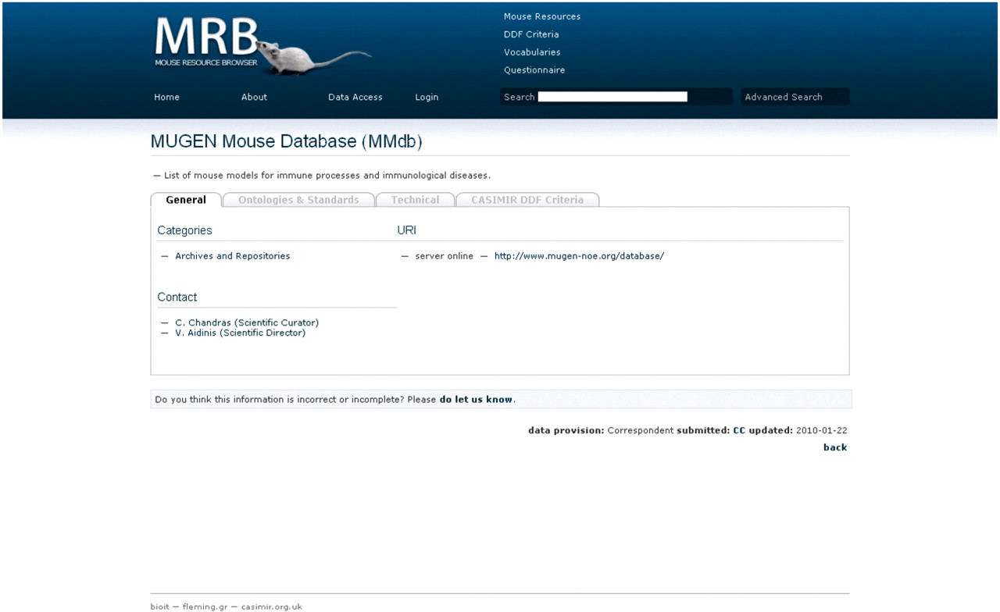 MRB
MOUSE RESOURCE BROWSER
Mouse Resources
DDF Criteria
Vocabularies
Questionnaire
Home About Data Access Login Search Advanced Search
MUGEN Mouse Database (MMdb)
— List of mouse models for immune processes and immunological diseases.
General Ontologies & Standards Technical CASIMIR DDF Criteria
Categories URI
— Archives and Repositories — server online — http://www.mugen-noe.org/database/
Contact
— C. Chandras (Scientific Curator)
— V. Aidinis (Scientific Director)
Do you think this information is incorrect or incomplete? Please do let us know.
data provision: Correspondent submitted: CC updated: 2010-01-22
back
bioit — fleming.gr — casimir.org.uk